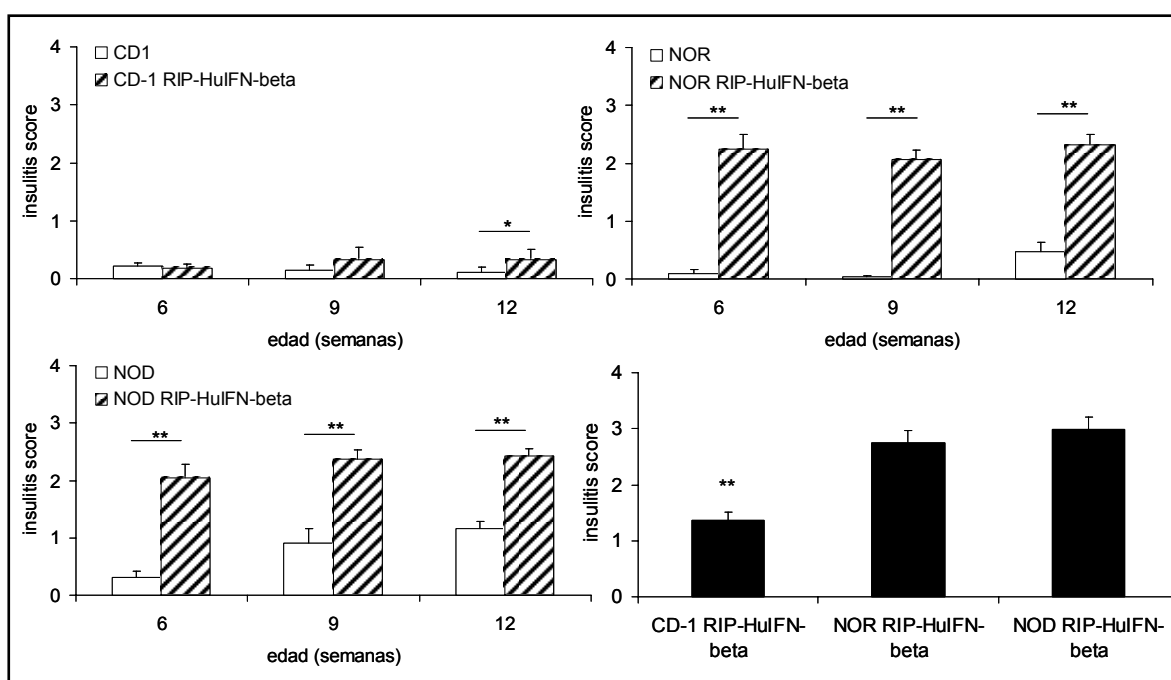 4
3
2
1
0
insulitis score
CD1
CD-1 RIP-HuIFN-beta
*
6
9
12
edad (semanas)
4
3
2
1
0
insulitis score
NOR
NOR RIP-HuIFN-beta
**
**
**
6
9
12
edad (semanas)
4
3
2
1
0
insulitis score
NOD
NOD RIP-HuIFN-beta
**
**
**
6
9
12
edad (semanas)
4
3
2
1
0
insulitis score
**
CD-1 RIP-HuIFN-
beta
NOR RIP-HuIFN-
beta
NOD RIP-HuIFN-
beta